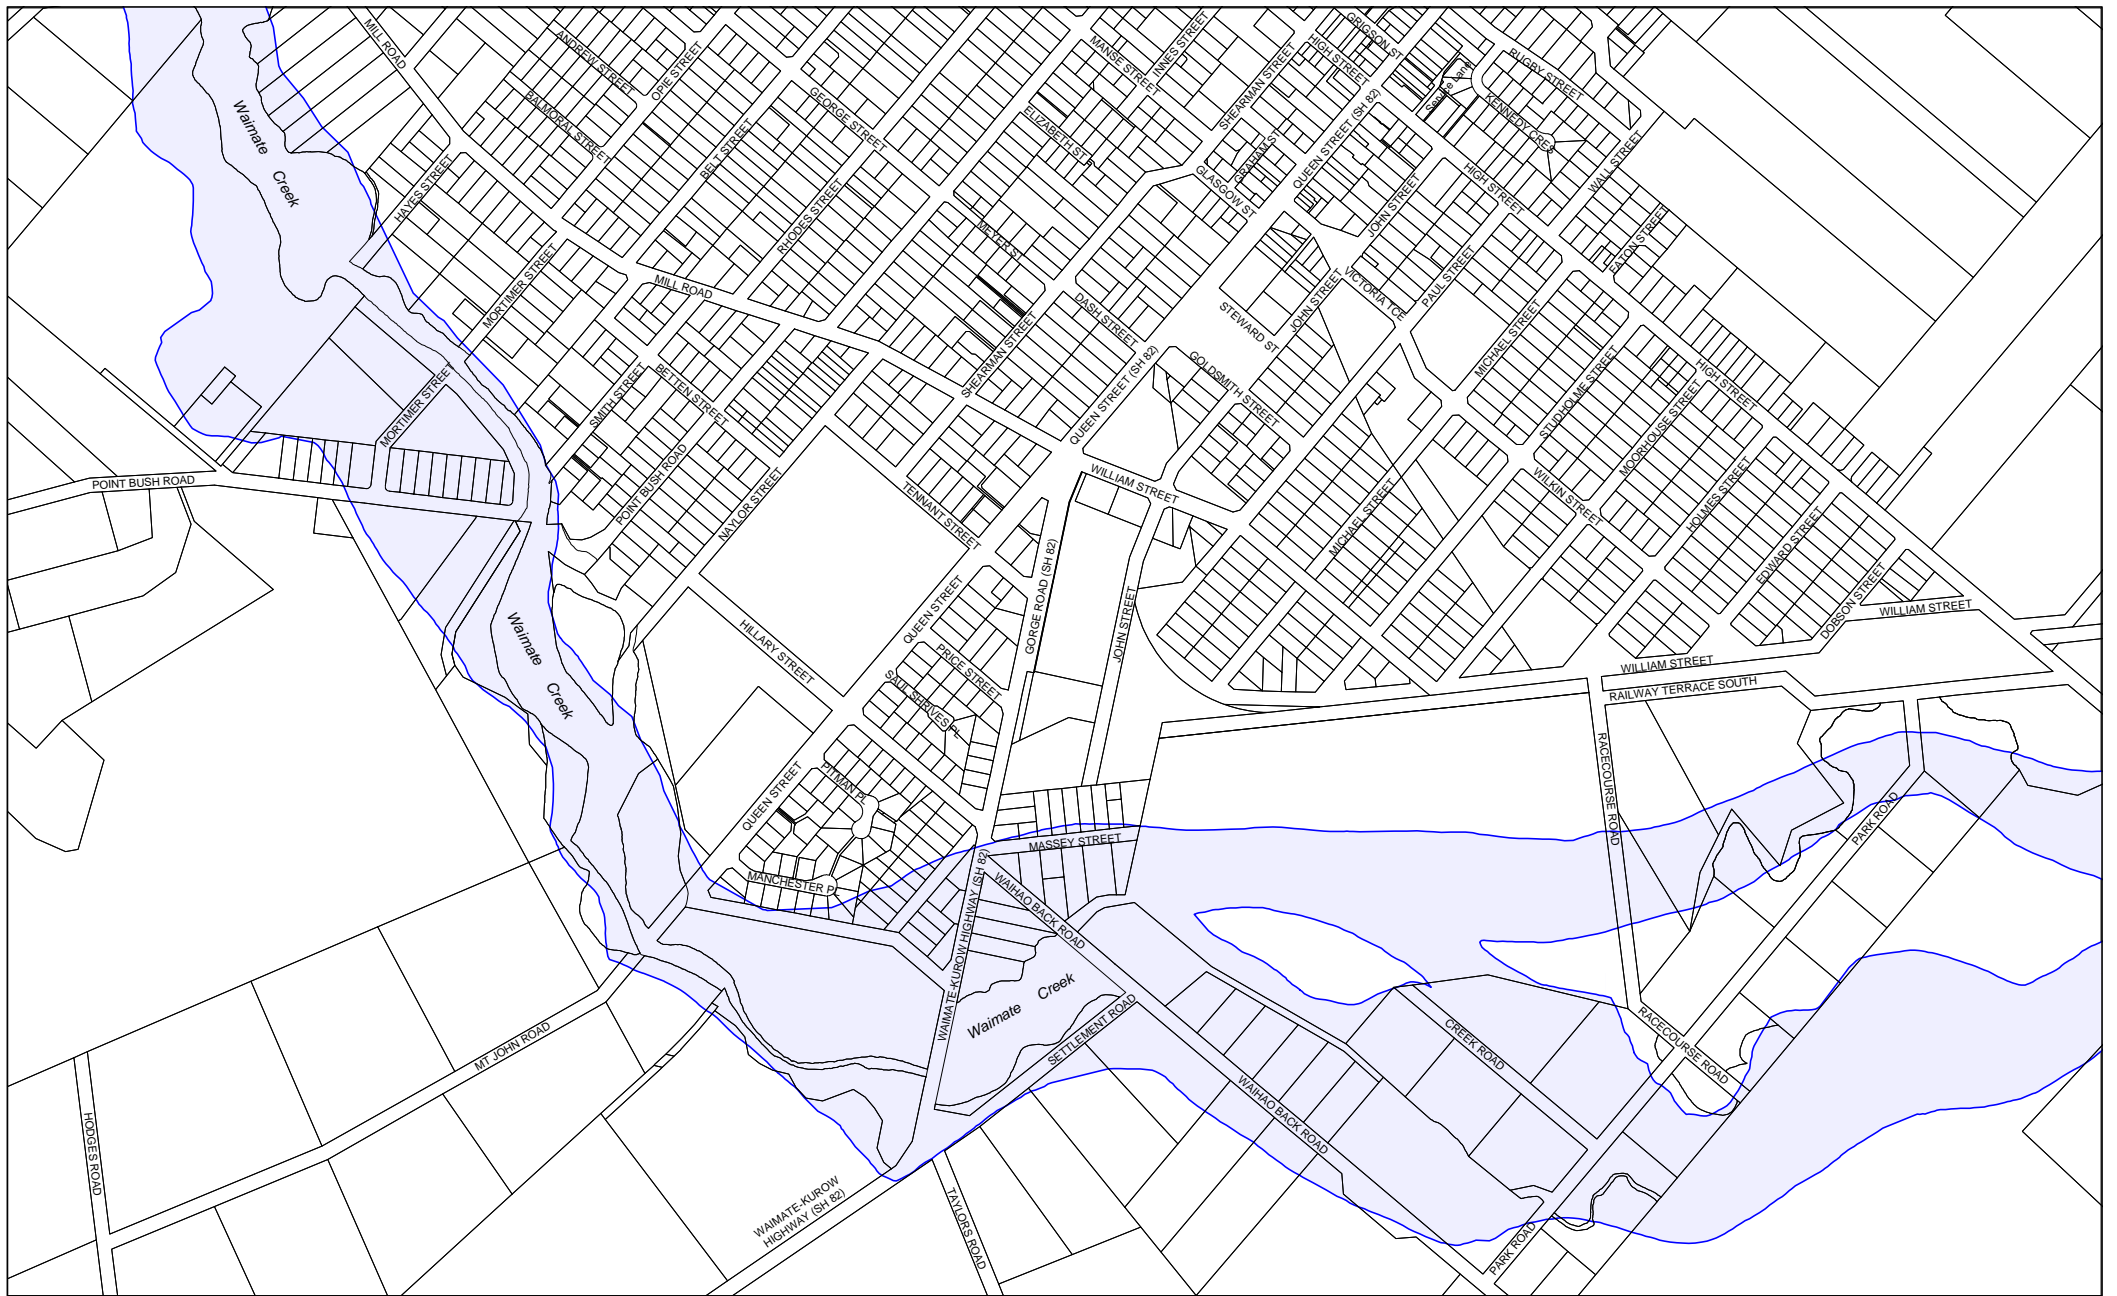 MILL ROAD
ANDREW STREET
OPIE STREET
BALMORAL STREET
GEORGE STREET
BELT STREET
MANSE STREET
INNES STREET
ELIZABETH ST
SHEARMAN STREET
GRIGSON ST
HIGH STREET
QUEEN STREET (SH 82)
Service Lane
RUGBY STREET
KENNEDY CRES
WALL STREET
GRAHAM ST
GLASGOW ST
HIGH STREET
JOHN STREET
EATON STREET
Waimate
Creek
HAYES STREET
RHODES STREET
MEYER ST
MORTIMER STREET
MILL ROAD
DASH STREET
STEWARD ST
JOHN STREET
VICTORIA TCE
PAUL STREET
MICHAEL STREET
SHEARMAN STREET
QUEEN STREET (SH 82)
GOLDSMITH STREET
STUDHOLME STREET
HIGH STREET
MOORHOUSE STREET
SMITH STREET
BETTEN STREET
MORTIMER STREET
POINT BUSH ROAD
POINT BUSH ROAD
NAYLOR STREET
TENNANT STREET
WILLIAM STREET
MICHAEL STREET
WILKIN STREET
HOLMES STREET
EDWARD STREET
DOBSON STREET
WILLIAM STREET
GORGE ROAD (SH 82)
JOHN STREET
Waimate
Creek
HILLARY STREET
QUEEN STREET
PRICE STREET
SAUL SHRIVES PL
WILLIAM STREET
RAILWAY TERRACE SOUTH
RACECOURSE ROAD
PARK ROAD
QUEEN STREET
PITMAN PL
MANCHESTER P
MASSEY STREET
WAIHAO BACK ROAD
WAIMATE-KUROW HIGHWAY (SH 82)
Waimate
Creek
SETTLEMENT ROAD
CREEK ROAD
RACECOURSE ROAD
WAIHAO BACK ROAD
MT JOHN ROAD
HODGES ROAD
WAIMATE-KUROW
HIGHWAY (SH 82)
TAYLORS ROAD
PARK ROAD